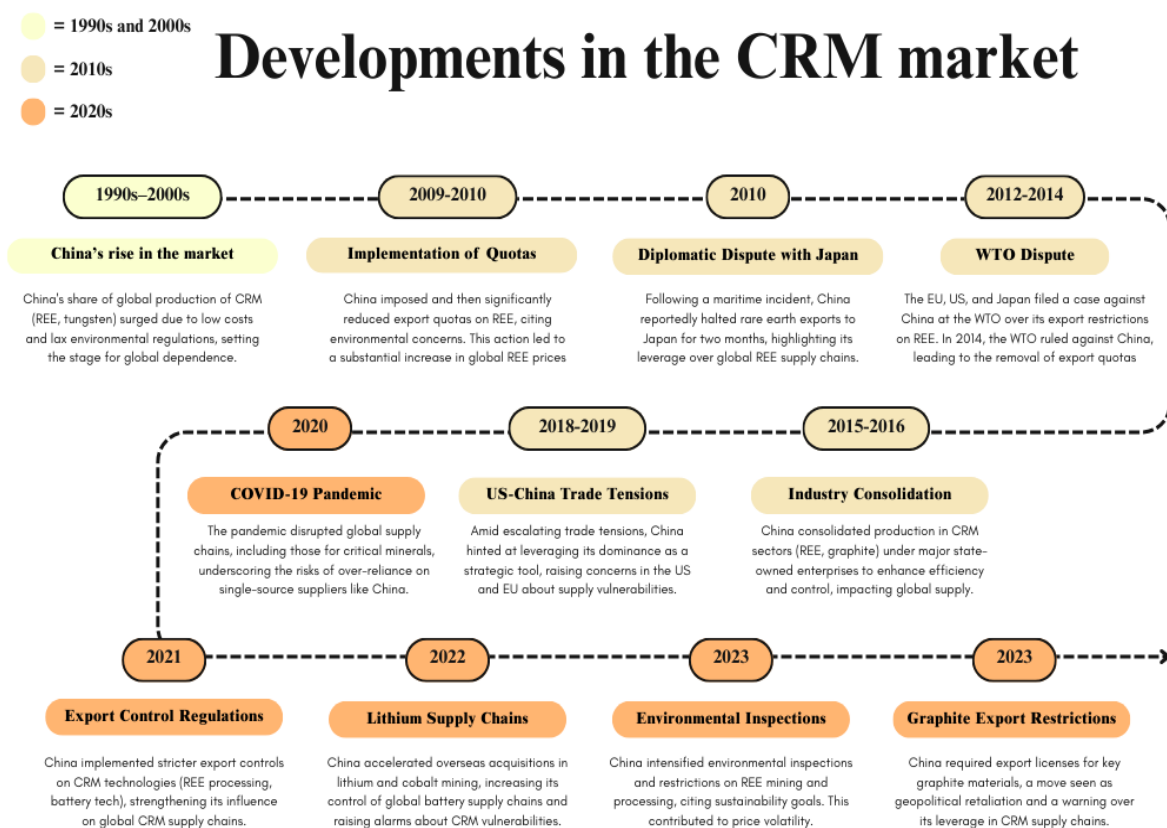 = 1990s and 2000s
= 2010s
= 2020s
Developments in the CRM market
1990s–2000s
China's rise in the market
China's share of global production of CRM
(REE, tungsten) surged due to low costs
and lax environmental regulations, setting
the stage for global dependence.
2009-2010
Implementation of Quotas
China imposed and then significantly
reduced export quotas on REE, citing
environmental concerns. This action led to
a substantial increase in global REE prices
2010
Diplomatic Dispute with Japan
Following a maritime incident, China
reportedly halted rare earth exports to
Japan for two months, highlighting its
leverage over global REE supply chains.
2012-2014
WTO Dispute
The EU, US, and Japan filed a case against
China at the WTO over its export restrictions
on REE. In 2014, the WTO ruled against China,
leading to the removal of export quotas
2015-2016
Industry Consolidation
China consolidated production in CRM
sectors (REE, graphite) under major state-
owned enterprises to enhance efficiency
and control, impacting global supply.
2018-2019
US-China Trade Tensions
Amid escalating trade tensions, China
hinted at leveraging its dominance as a
strategic tool, raising concerns in the US
and EU about supply vulnerabilities.
2020
COVID-19 Pandemic
The pandemic disrupted global supply
chains, including those for critical minerals,
underscoring the risks of over-reliance on
single-source suppliers like China.
2021
Export Control Regulations
China implemented stricter export controls
on CRM technologies (REE processing,
battery tech), strengthening its influence
on global CRM supply chains.
2022
Lithium Supply Chains
China accelerated overseas acquisitions in
lithium and cobalt mining, increasing its
control of global battery supply chains and
raising alarms about CRM vulnerabilities.
2023
Environmental Inspections
China intensified environmental inspections
and restrictions on REE mining and
processing, citing sustainability goals. This
contributed to price volatility.
2023
Graphite Export Restrictions
China required export licenses for key
graphite materials, a move seen as
geopolitical retaliation and a warning over
its leverage in CRM supply chains.